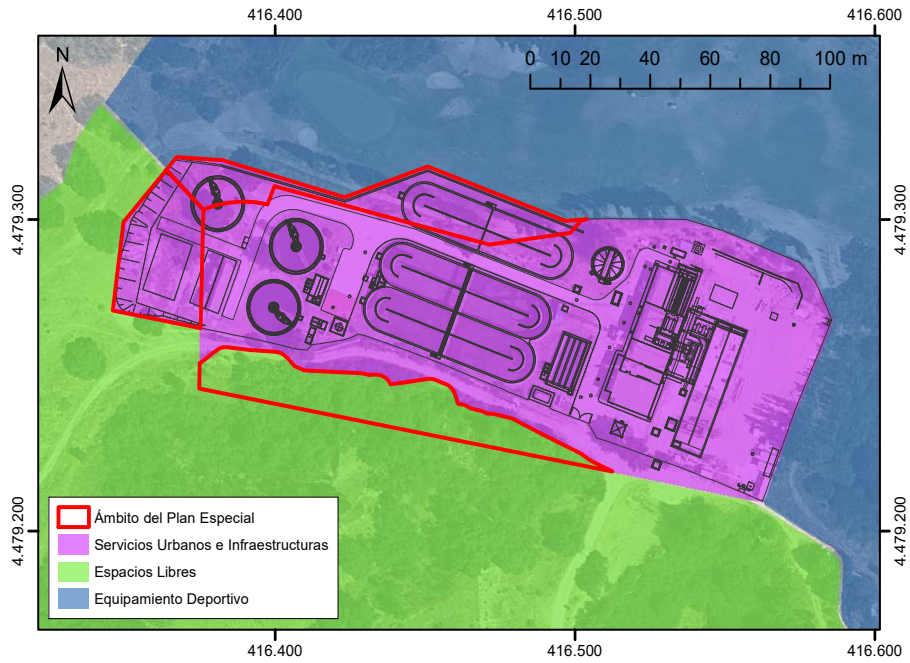 416.400
416.500
416.600
N
0 10 20 40 60 80 100 m
4.479.300
4.479.300
4.479.200
4.479.200
Ámbito del Plan Especial
Servicios Urbanos e Infraestructuras
Espacios Libres
Equipamiento Deportivo
416.400
416.500
416.600